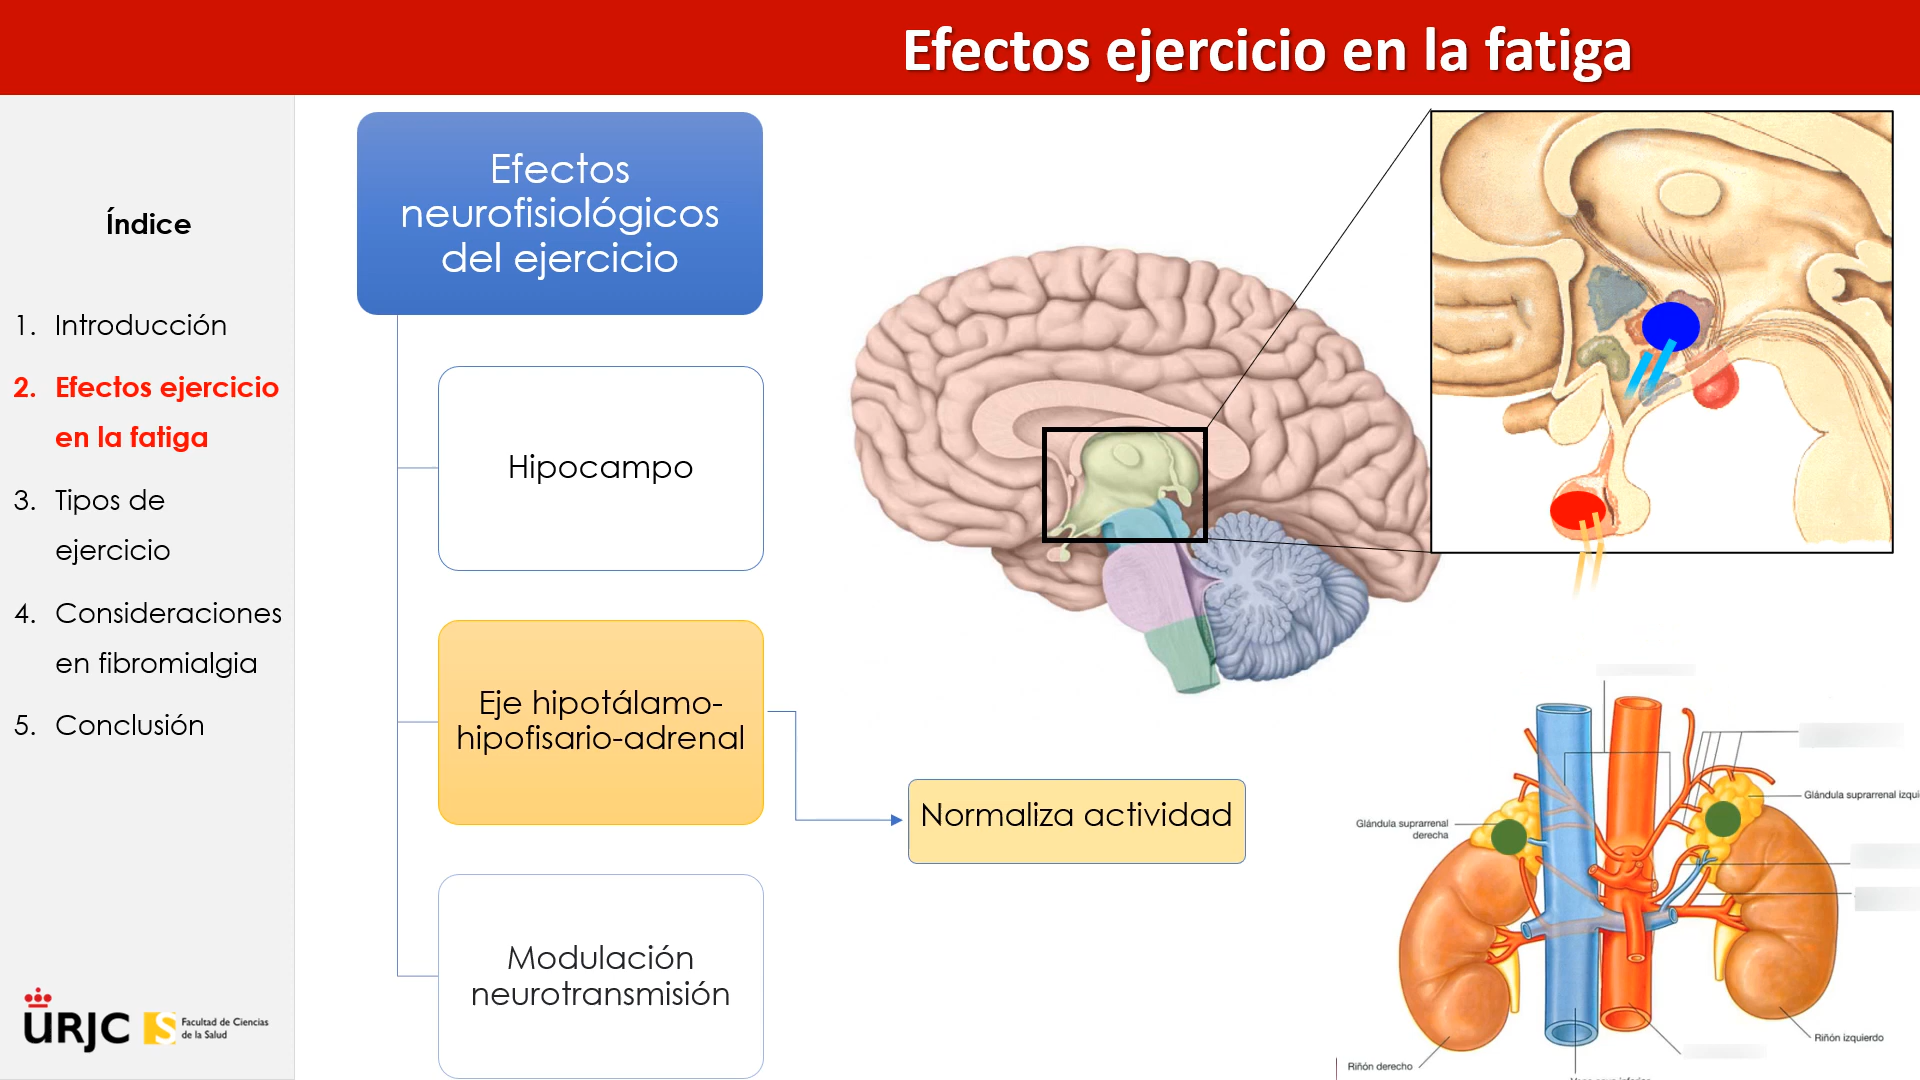 Efectos ejercicio en la fatiga
Índice
1. Introducción
2. Efectos ejercicio
en la fatiga
3. Tipos de
ejercicio
4. Consideraciones
en fibromialgia
5. Conclusión
URJC
S
Facultad de Ciencias
de la Salud
Efectos
neurofisiológicos
del ejercicio
Hipocampo
Eje hipotálamo-
hipofisario-adrenal
Modulación
neurotransmisión
Normaliza actividad
Glándula suprarrenal
derecha
Glándula suprarrenal izqui
Riñón izquierdo
Riñón derecho